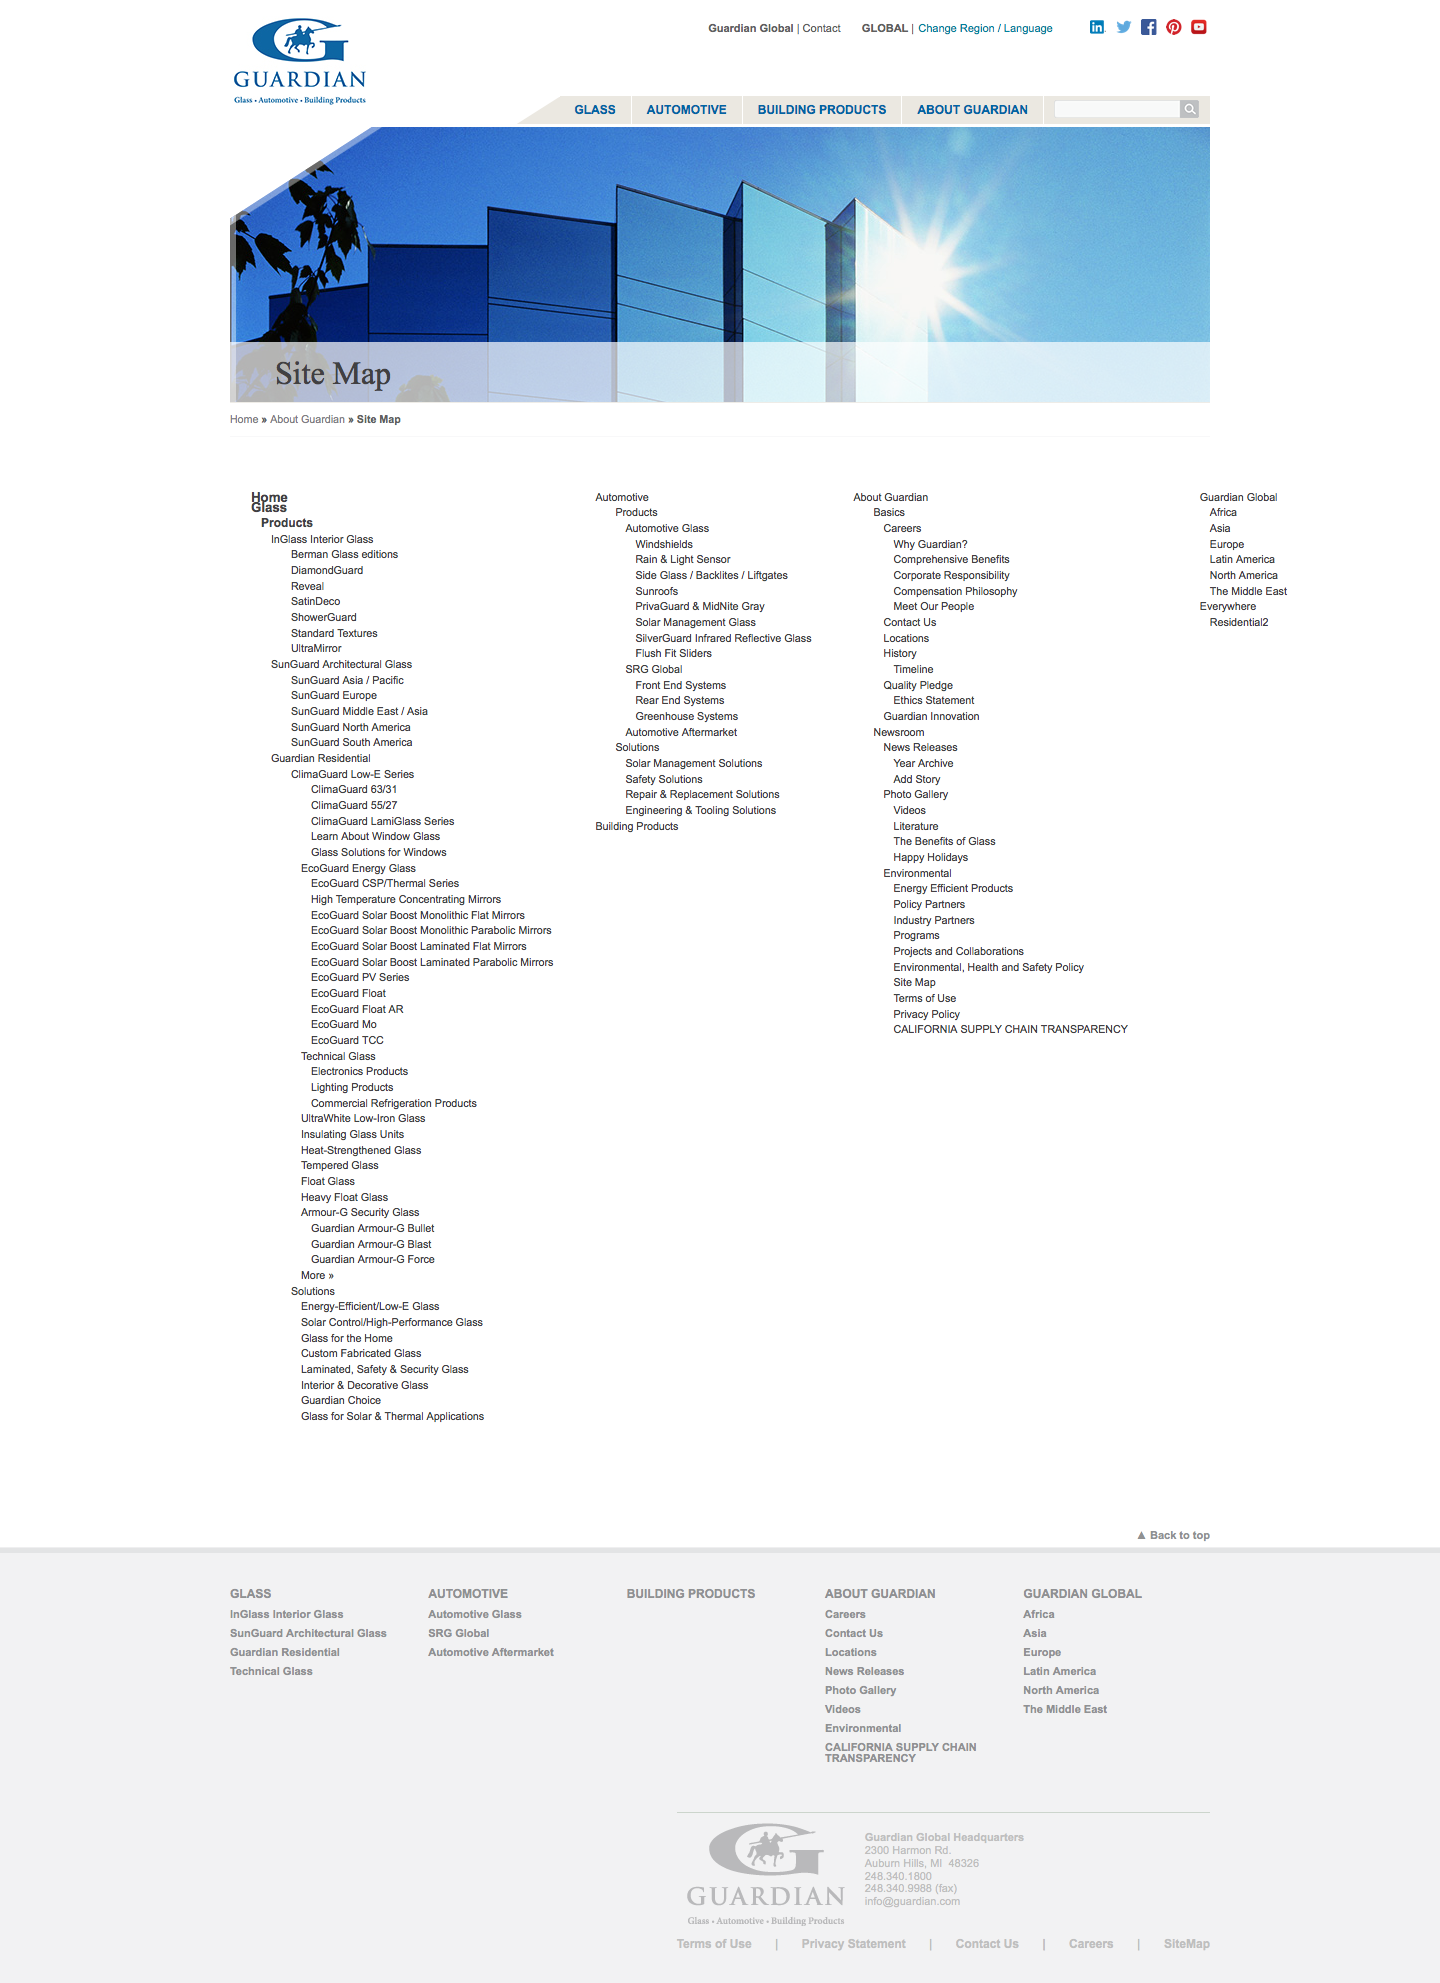 Guardian Global | Contact
GLOBAL | Change Region / Language
GUARDIAN
Glass • Automotive • Building Products
GLASS
AUTOMOTIVE
BUILDING PRODUCTS
ABOUT GUARDIAN
Site Map
Home » About Guardian » Site Map
Home
Glass
Products
InGlass Interior Glass
Berman Glass editions
DiamondGuard
Reveal
SatinDeco
ShowerGuard
Standard Textures
UltraMirror
SunGuard Architectural Glass
SunGuard Asia / Pacific
SunGuard Europe
SunGuard Middle East / Asia
SunGuard North America
SunGuard South America
Guardian Residential
ClimaGuard Low-E Series
ClimaGuard 63/31
ClimaGuard 55/27
ClimaGuard LamiGlass Series
Learn About Window Glass
Glass Solutions for Windows
EcoGuard Energy Glass
EcoGuard CSP/Thermal Series
High Temperature Concentrating Mirrors
EcoGuard Solar Boost Monolithic Flat Mirrors
EcoGuard Solar Boost Monolithic Parabolic Mirrors
EcoGuard Solar Boost Laminated Flat Mirrors
EcoGuard Solar Boost Laminated Parabolic Mirrors
EcoGuard PV Series
EcoGuard Float
EcoGuard Float AR
EcoGuard Mo
EcoGuard TCC
Technical Glass
Electronics Products
Lighting Products
Commercial Refrigeration Products
UltraWhite Low-Iron Glass
Insulating Glass Units
Heat-Strengthened Glass
Tempered Glass
Float Glass
Heavy Float Glass
Armour-G Security Glass
Guardian Armour-G Bullet
Guardian Armour-G Blast
Guardian Armour-G Force
More »
Solutions
Energy-Efficient/Low-E Glass
Solar Control/High-Performance Glass
Glass for the Home
Custom Fabricated Glass
Laminated, Safety & Security Glass
Interior & Decorative Glass
Guardian Choice
Glass for Solar & Thermal Applications
Automotive
Products
Automotive Glass
Windshields
Rain & Light Sensor
Side Glass / Backlites / Liftgates
Sunroofs
PrivaGuard & MidNite Gray
Solar Management Glass
SilverGuard Infrared Reflective Glass
Flush Fit Sliders
SRG Global
Front End Systems
Rear End Systems
Greenhouse Systems
Automotive Aftermarket
Solutions
Solar Management Solutions
Safety Solutions
Repair & Replacement Solutions
Engineering & Tooling Solutions
Building Products
About Guardian
Basics
Careers
Why Guardian?
Comprehensive Benefits
Corporate Responsibility
Compensation Philosophy
Meet Our People
Contact Us
Locations
History
Timeline
Quality Pledge
Ethics Statement
Guardian Innovation
Newsroom
News Releases
Year Archive
Add Story
Photo Gallery
Videos
Literature
The Benefits of Glass
Happy Holidays
Environmental
Energy Efficient Products
Policy Partners
Industry Partners
Programs
Projects and Collaborations
Environmental, Health and Safety Policy
Site Map
Terms of Use
Privacy Policy
CALIFORNIA SUPPLY CHAIN TRANSPARENCY
Guardian Global
Africa
Asia
Europe
Latin America
North America
The Middle East
Everywhere
Residential2
▲ Back to top
GLASS
InGlass Interior Glass
SunGuard Architectural Glass
Guardian Residential
Technical Glass
AUTOMOTIVE
Automotive Glass
SRG Global
Automotive Aftermarket
BUILDING PRODUCTS
ABOUT GUARDIAN
Careers
Contact Us
Locations
News Releases
Photo Gallery
Videos
Environmental
CALIFORNIA SUPPLY CHAIN
TRANSPARENCY
GUARDIAN GLOBAL
Africa
Asia
Europe
Latin America
North America
The Middle East
GUARDIAN
Glass • Automotive • Building Products
Guardian Global Headquarters
2300 Harmon Rd.
Auburn Hills, MI 48326
248.340.1800
248.340.9988 (fax)
info@guardian.com
Terms of Use | Privacy Statement | Contact Us | Careers | SiteMap